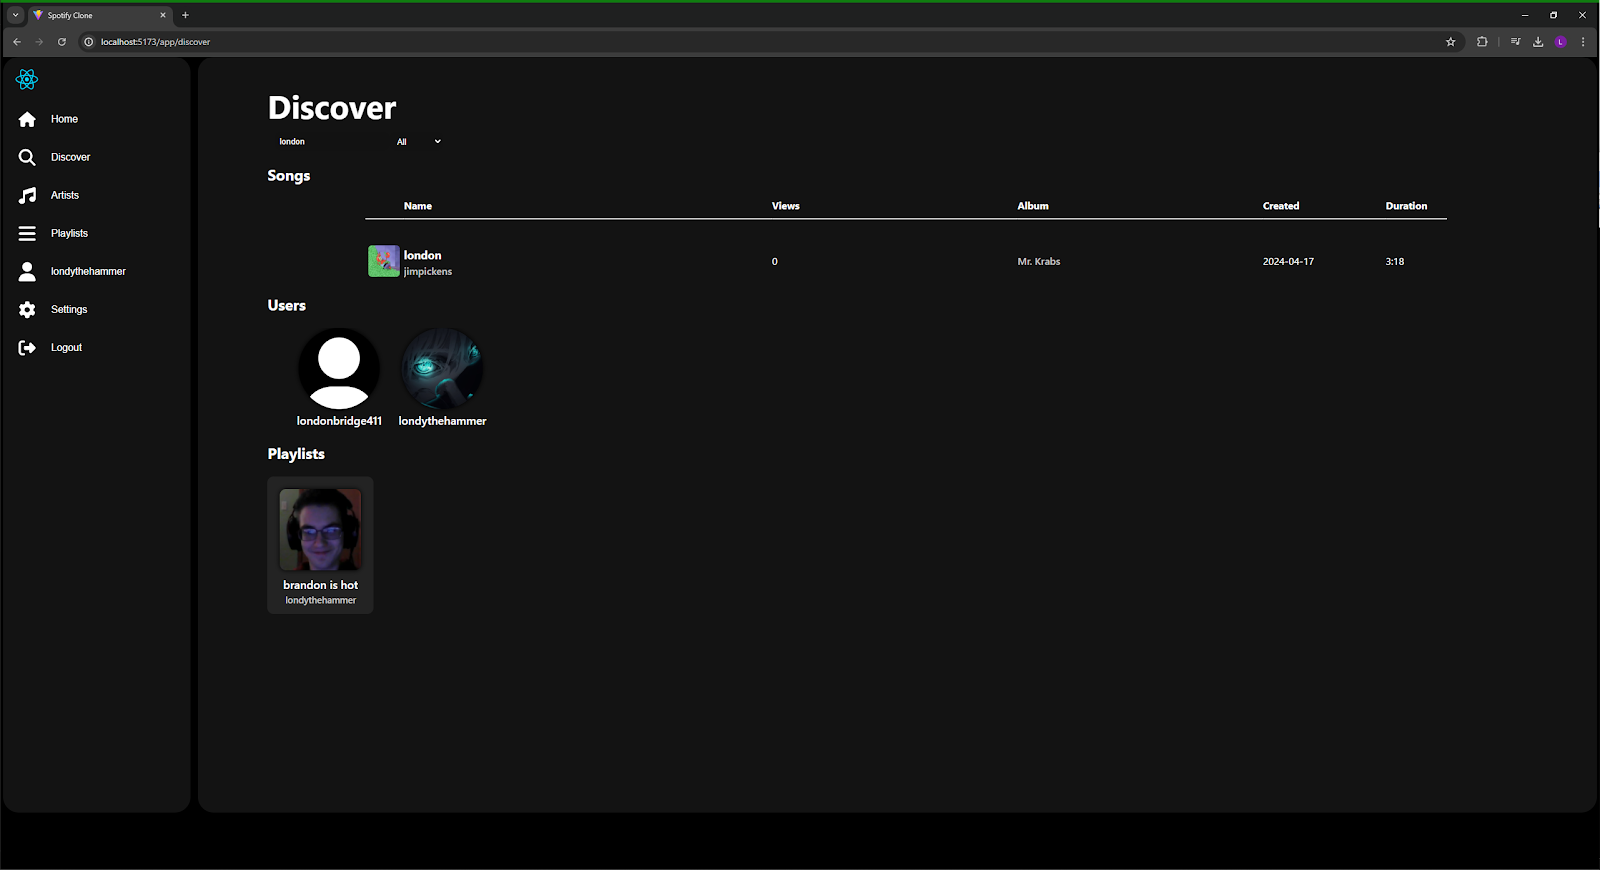 Spotify Clone
localhost:5173/app/discover
L
Home
Discover
Artists
Playlists
londythehammer
Settings
Logout
Discover
london All
Songs
Name Views Album Created Duration
london
jimpickens
0 Mr. Krabs 2024-04-17 3:18
Users
londonbridge411 londythehammer
Playlists
brandon is hot
londythehammer